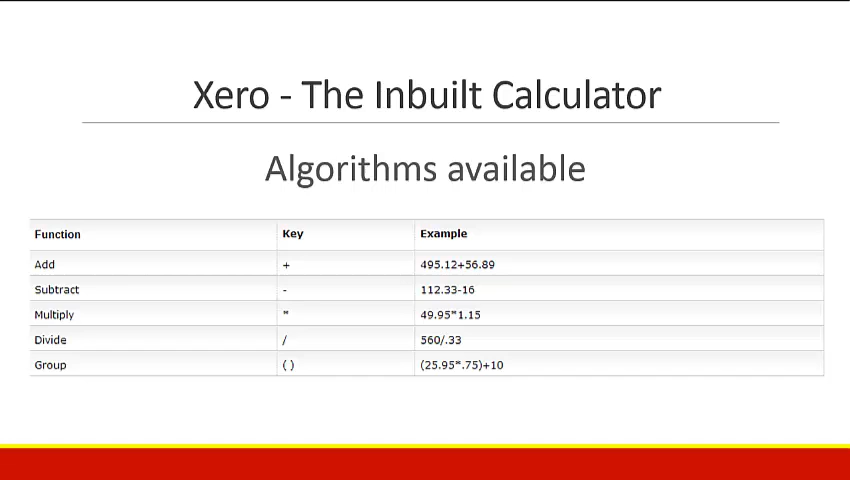 Xero - The Inbuilt Calculator
Algorithms available
Function Key Example
Add + 495.12+56.89
Subtract - 112.33-16
Multiply * 49.95*1.15
Divide / 560/.33
Group ( ) (25.95*.75)+10